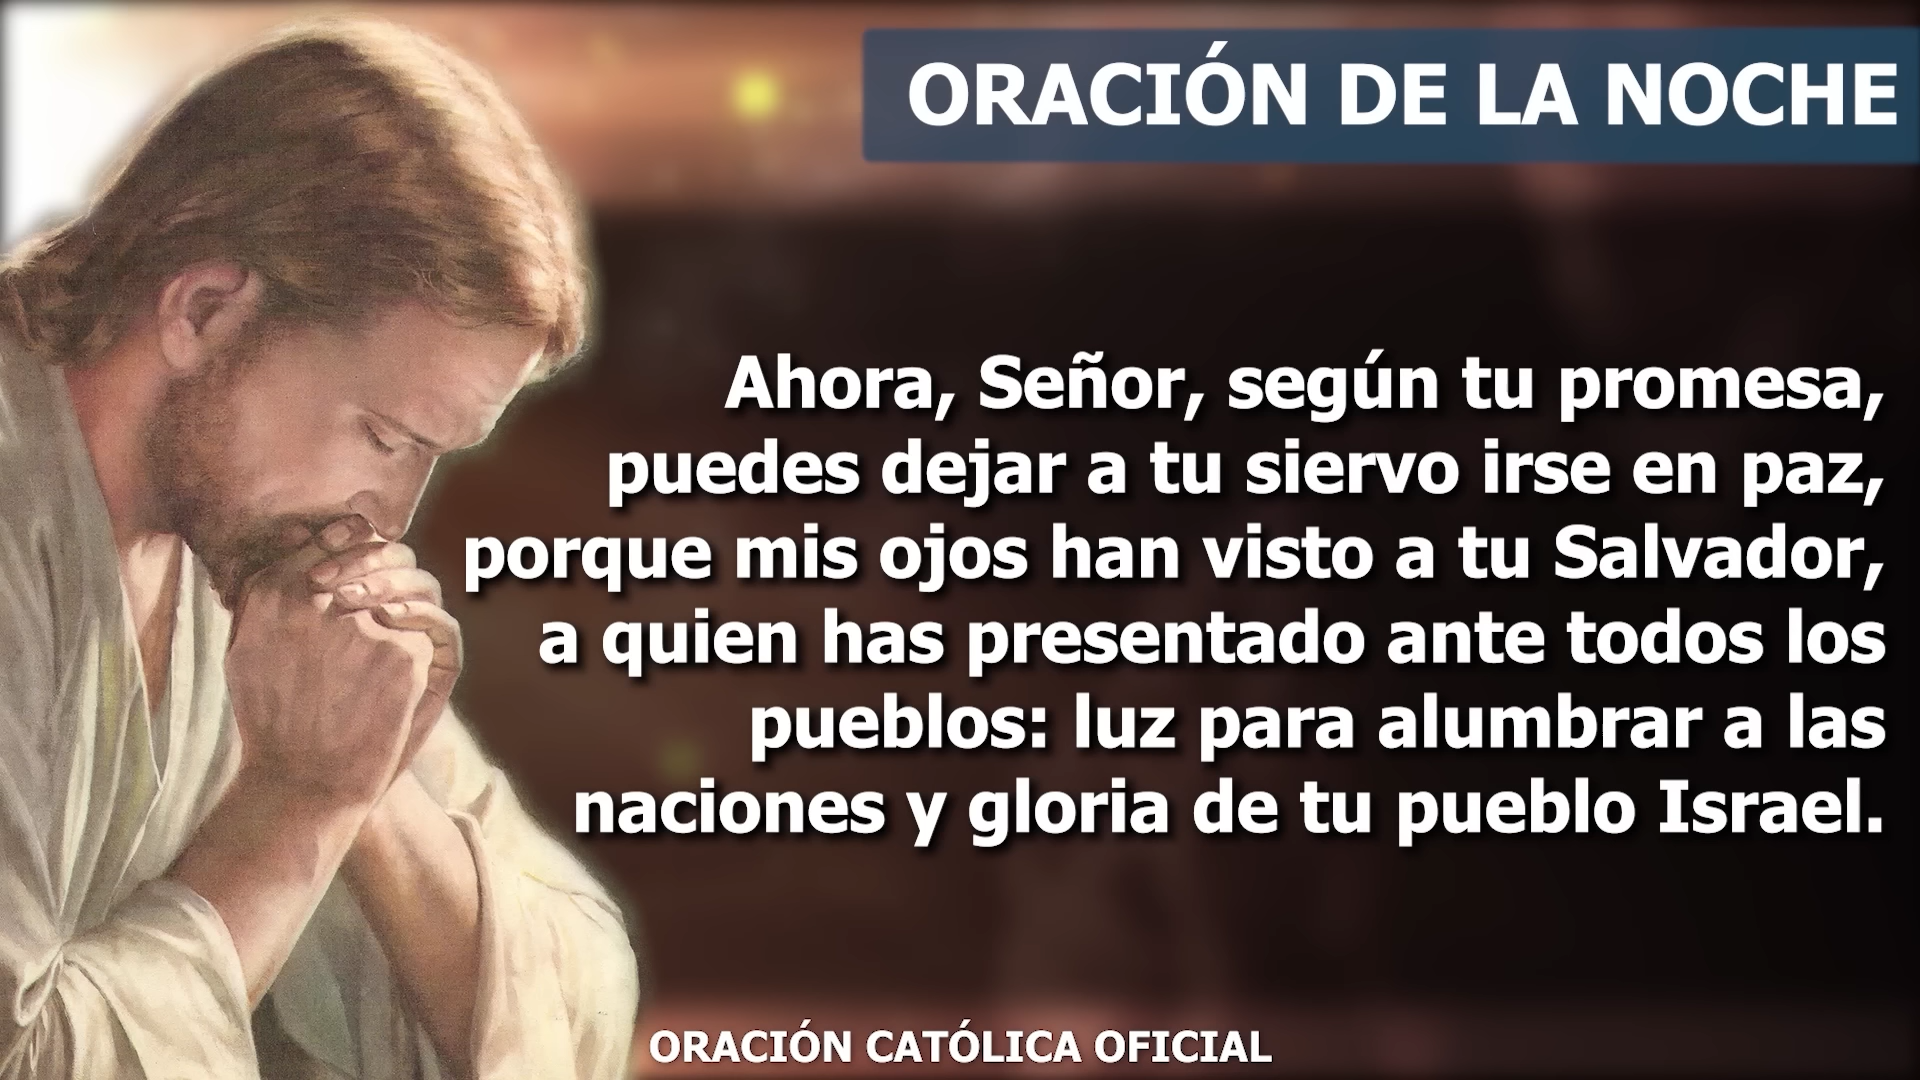 ORACIÓN DE LA NOCHE
Ahora, Señor, según tu promesa,
puedes dejar a tu siervo irse en paz,
porque mis ojos han visto a tu Salvador,
a quien has presentado ante todos los
pueblos: luz para alumbrar a las
naciones y gloria de tu pueblo Israel.
ORACIÓN CATÓLICA OFICIAL